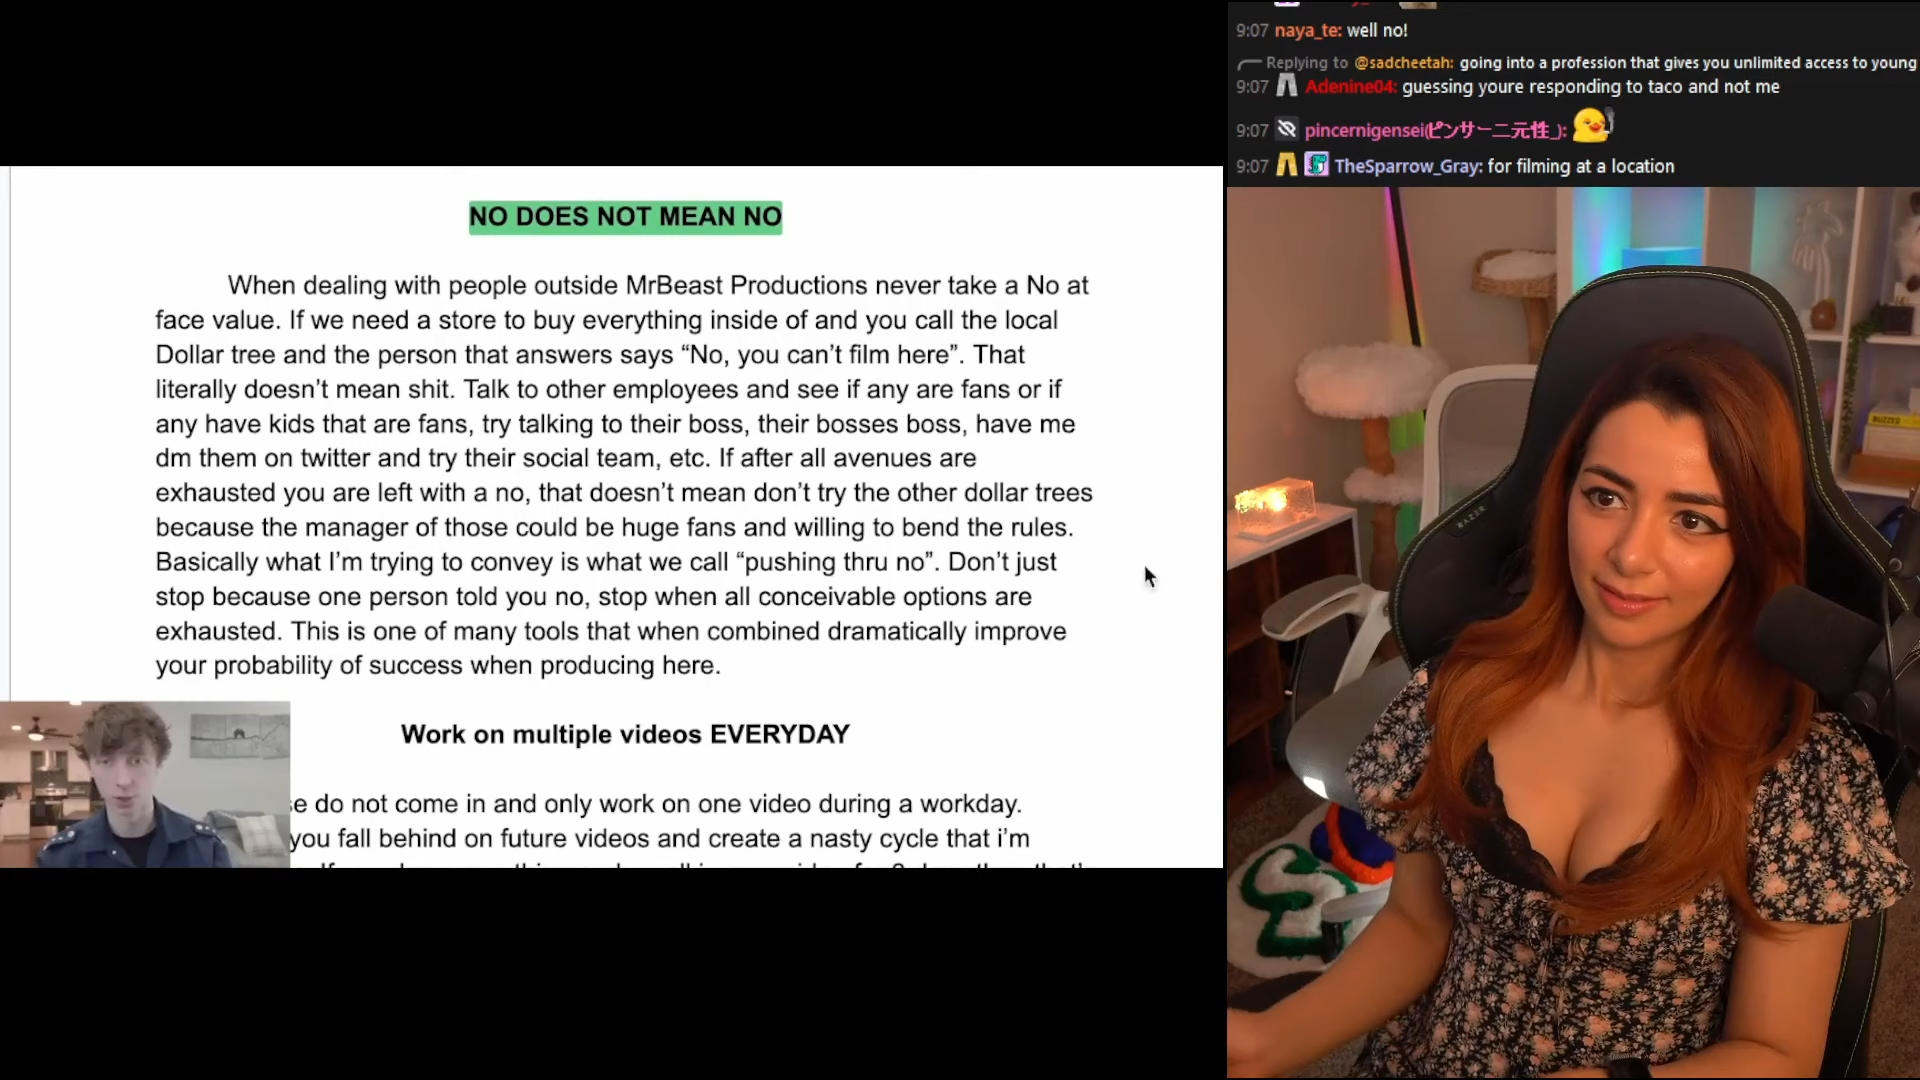 NO DOES NOT MEAN NO
When dealing with people outside MrBeast Productions never take a No at
face value. If we need a store to buy everything inside of and you call the local
Dollar tree and the person that answers says “No, you can’t film here”. That
literally doesn’t mean shit. Talk to other employees and see if any are fans or if
any have kids that are fans, try talking to their boss, their bosses boss, have me
dm them on twitter and try their social team, etc. If after all avenues are
exhausted you are left with a no, that doesn’t mean don’t try the other dollar trees
because the manager of those could be huge fans and willing to bend the rules.
Basically what I’m trying to convey is what we call “pushing thru no”. Don’t just
stop because one person told you no, stop when all conceivable options are
exhausted. This is one of many tools that when combined dramatically improve
your probability of success when producing here.
Work on multiple videos EVERYDAY
do not come in and only work on one video during a workday.
you fall behind on future videos and create a nasty cycle that i’m
9:07 naya_te: well no!
Replying to @sadcheetah: going into a profession that gives you unlimited access to young
9:07 Adenine04: guessing youre responding to taco and not me
9:07 pincernigensei(ピンサー二元性_):
9:07 TheSparrow_Gray: for filming at a location
RAZER
BUZZED